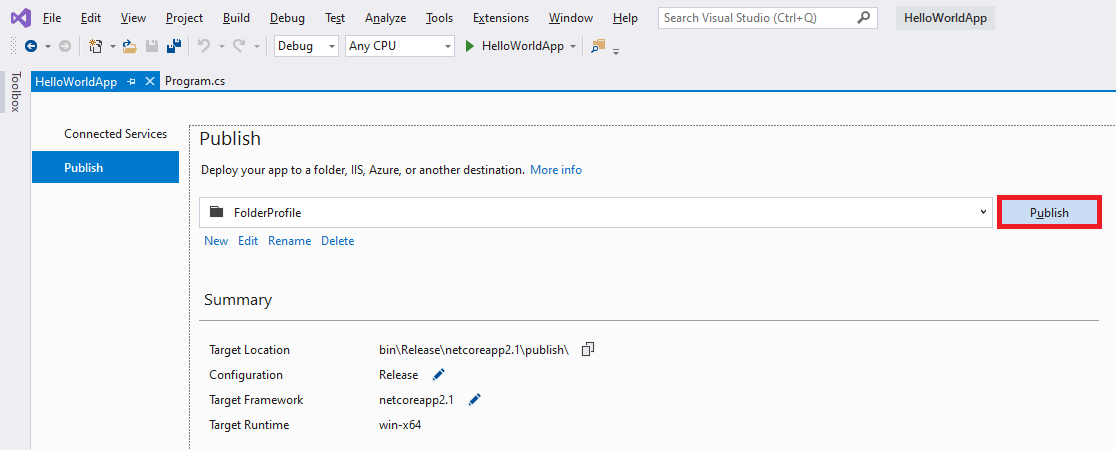 File Edit View Project Build Debug Test Analyze Tools Extensions Window Help Search Visual Studio (Ctrl+Q) HelloWorldApp
Debug Any CPU HelloWorldApp
Toolbox
HelloWorldApp Program.cs
Connected Services
Publish
Publish
Deploy your app to a folder, IIS, Azure, or another destination. More info
FolderProfile Publish
New Edit Rename Delete
Summary
Target Location bin\Release\netcoreapp2.1\publish\
Configuration Release
Target Framework netcoreapp2.1
Target Runtime win-x64